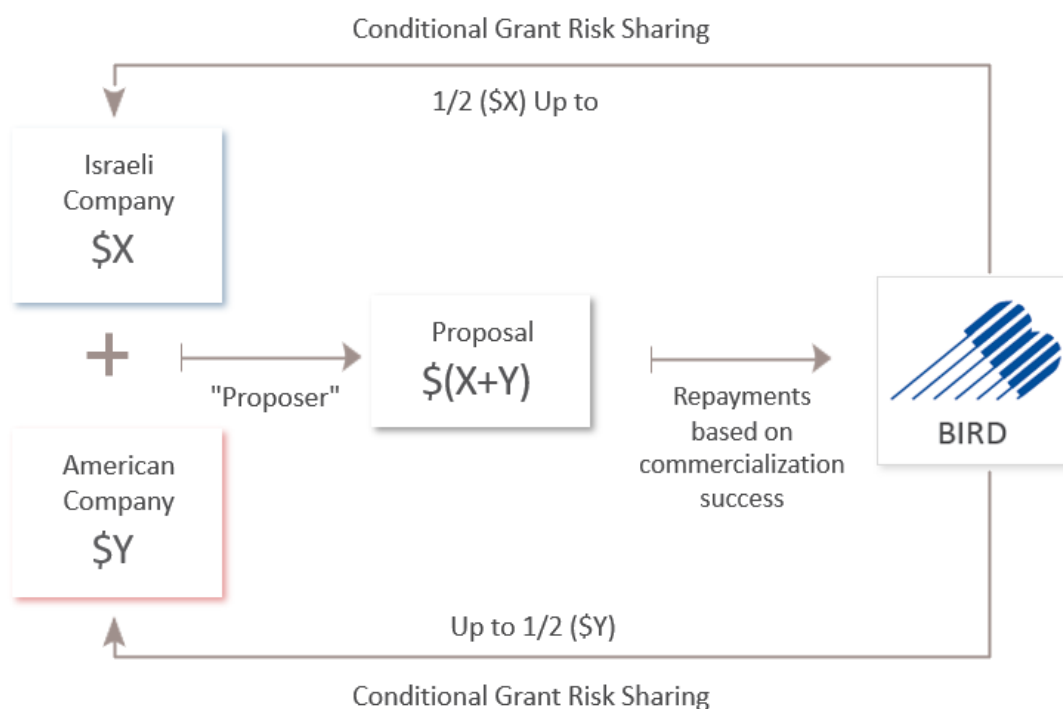 Conditional Grant Risk Sharing
1/2 ($X) Up to
Israeli
Company
$X
+
American
Company
$Y
"Proposer"
Proposal
$(X+Y)
Repayments
based on
commercialization
success
BIRD
Up to 1/2 ($Y)
Conditional Grant Risk Sharing